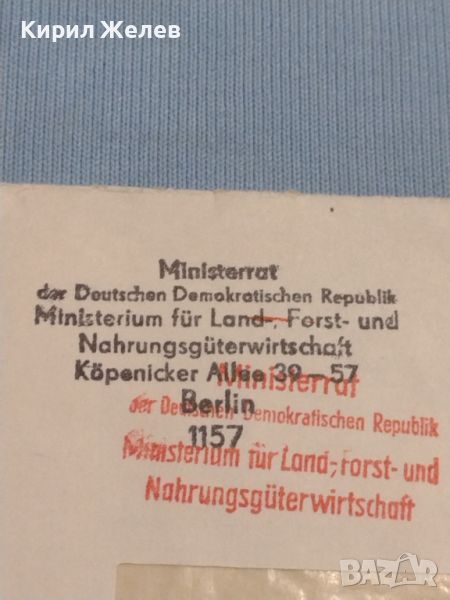 Кирил Желев
Ministerrat
der Deutschen Demokratischen Republik
Ministerium für Land-, Forst- und
Nahrungsgüterwirtschaft
Köpenicker Allee 39-57
Berlin
1157
Ministerrat
der Deutschen Demokratischen Republik
Ministerium für Land-, Forst- und
Nahrungsgüterwirtschaft
BAZAR